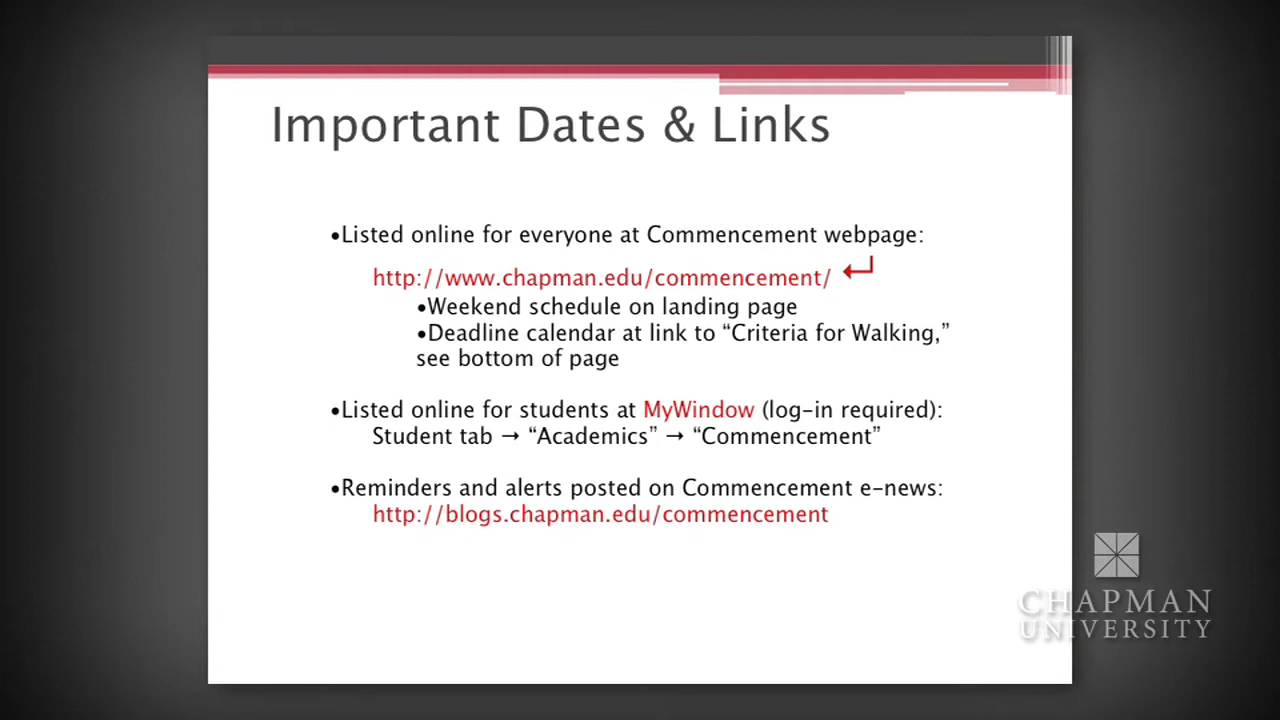 Important Dates & Links
•Listed online for everyone at Commencement webpage:
http://www.chapman.edu/commencement/
•Weekend schedule on landing page
•Deadline calendar at link to “Criteria for Walking,”
see bottom of page
•Listed online for students at MyWindow (log-in required):
Student tab → “Academics” → “Commencement”
•Reminders and alerts posted on Commencement e-news:
http://blogs.chapman.edu/commencement
CHAPMAN
UNIVERSITY